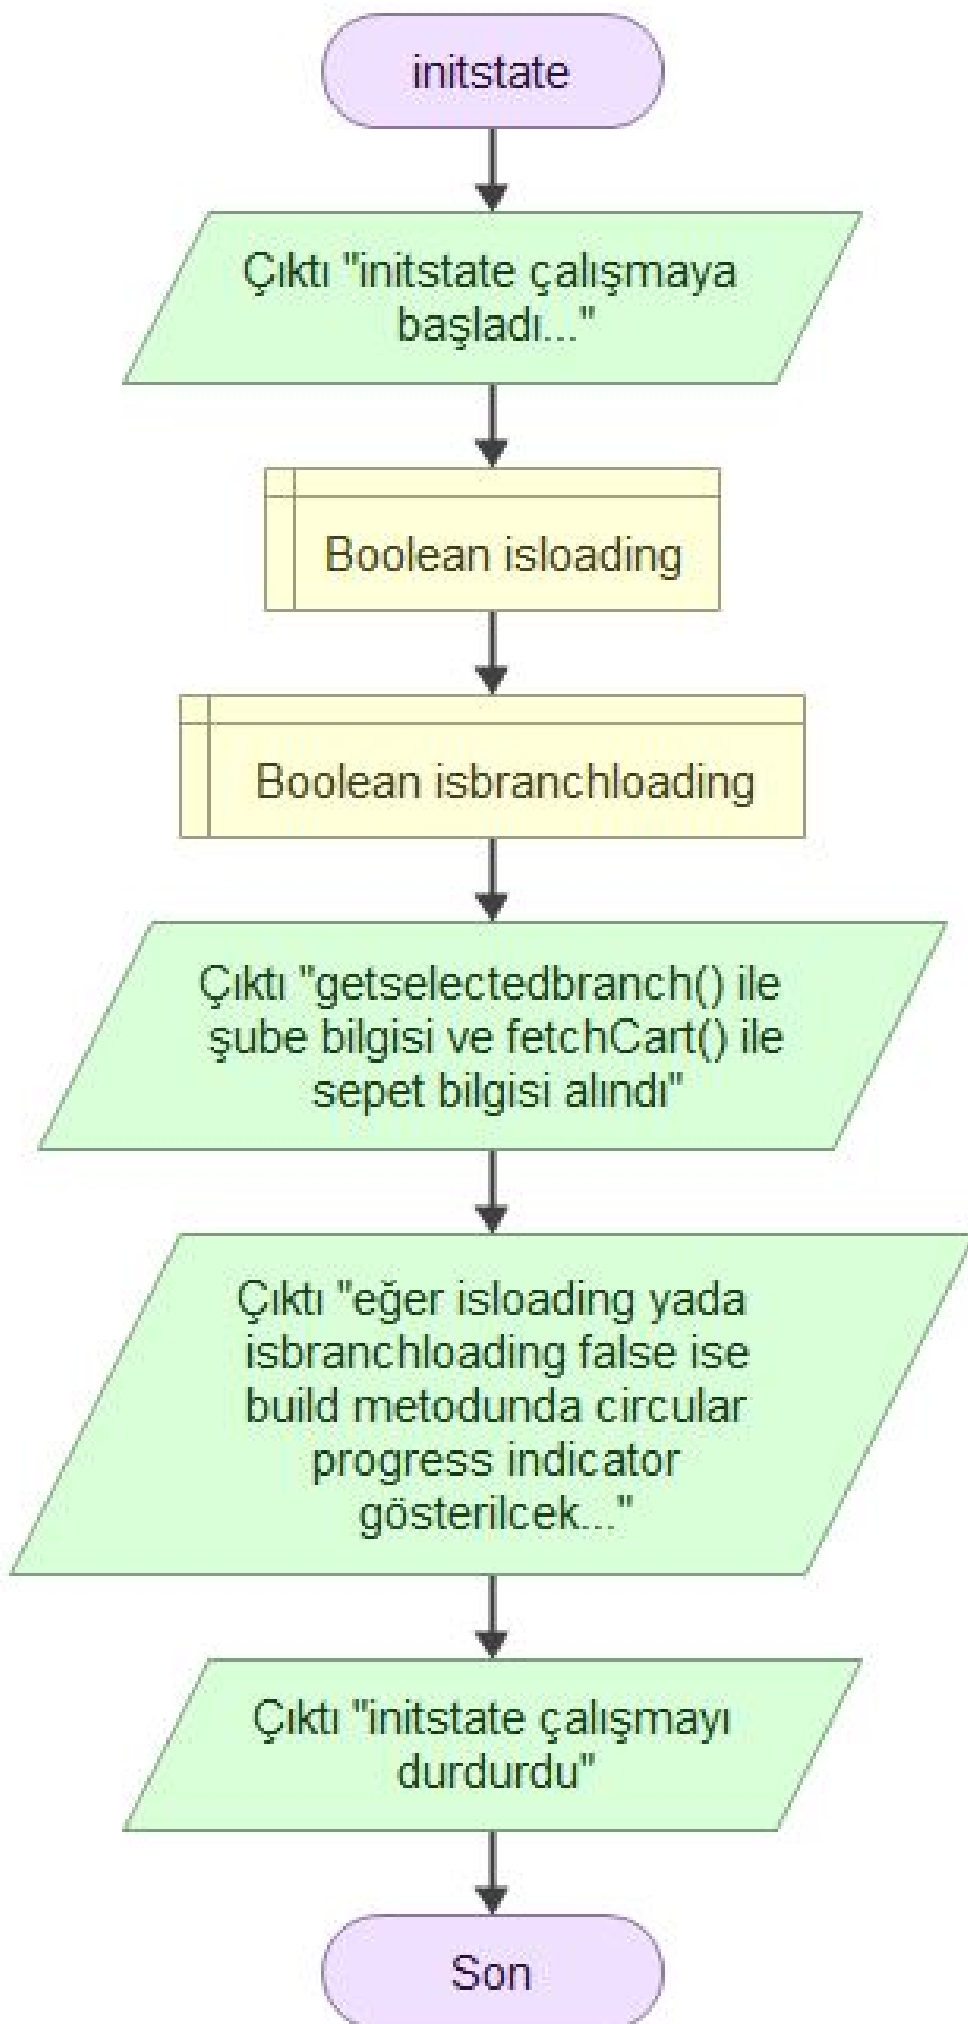 initstate
Çıktı "initstate çalışmaya
başladı..."
Boolean isloading
Boolean isbranchloading
Çıktı "getselectedbranch() ile
şube bilgisi ve fetchCart() ile
sepet bilgisi alındı"
Çıktı "eğer isloading yada
isbranchloading false ise
build metodunda circular
progress indicator
gösterilcek..."
Çıktı "initstate çalışmayı
durdurdu"
Son